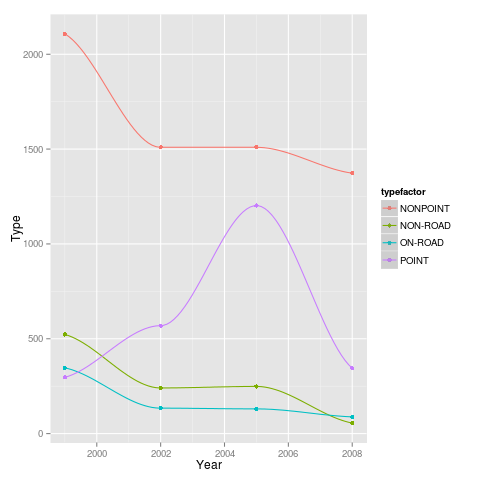 2000
1500
1000
500
0
Type
2000
2002
2004
2006
2008
Year
typefactor
NONPOINT
NON-ROAD
ON-ROAD
POINT